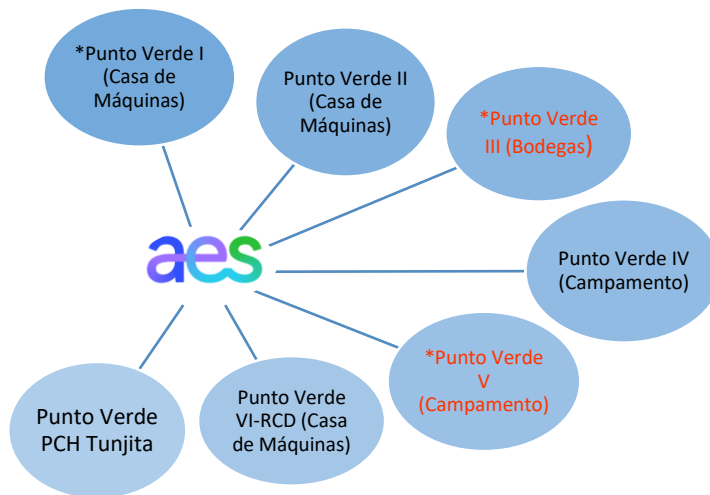 *Punto Verde I
(Casa de
Máquinas)
Punto Verde II
(Casa de
Máquinas)
*Punto Verde
III (Bodegas)
aes
Punto Verde IV
(Campamento)
*Punto Verde
V
(Campamento)
Punto Verde
VI-RCD (Casa
de Máquinas)
Punto Verde
PCH Tunjita